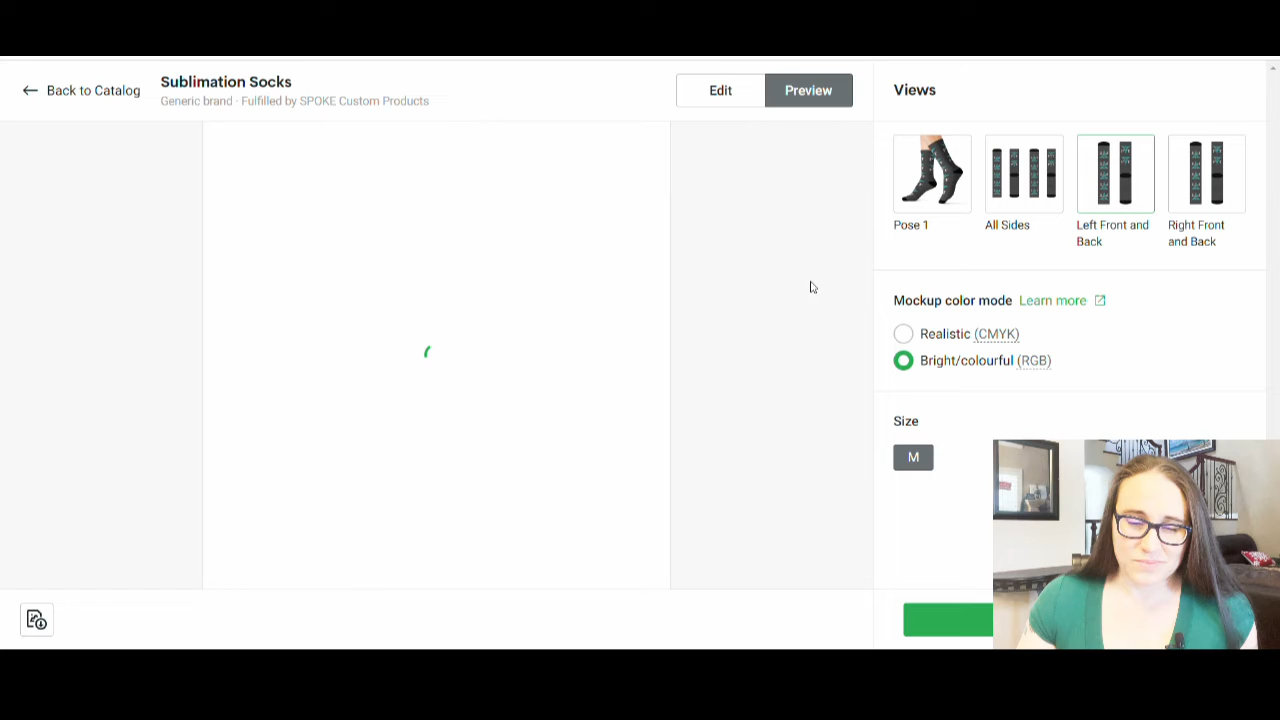 Back to Catalog
Sublimation Socks
Generic brand · Fulfilled by SPOKE Custom Products
Edit
Preview
Views
Pose 1
All Sides
Left Front and
Back
Right Front
and Back
Mockup color mode Learn more
Realistic (CMYK)
Bright/colourful (RGB)
Size
M